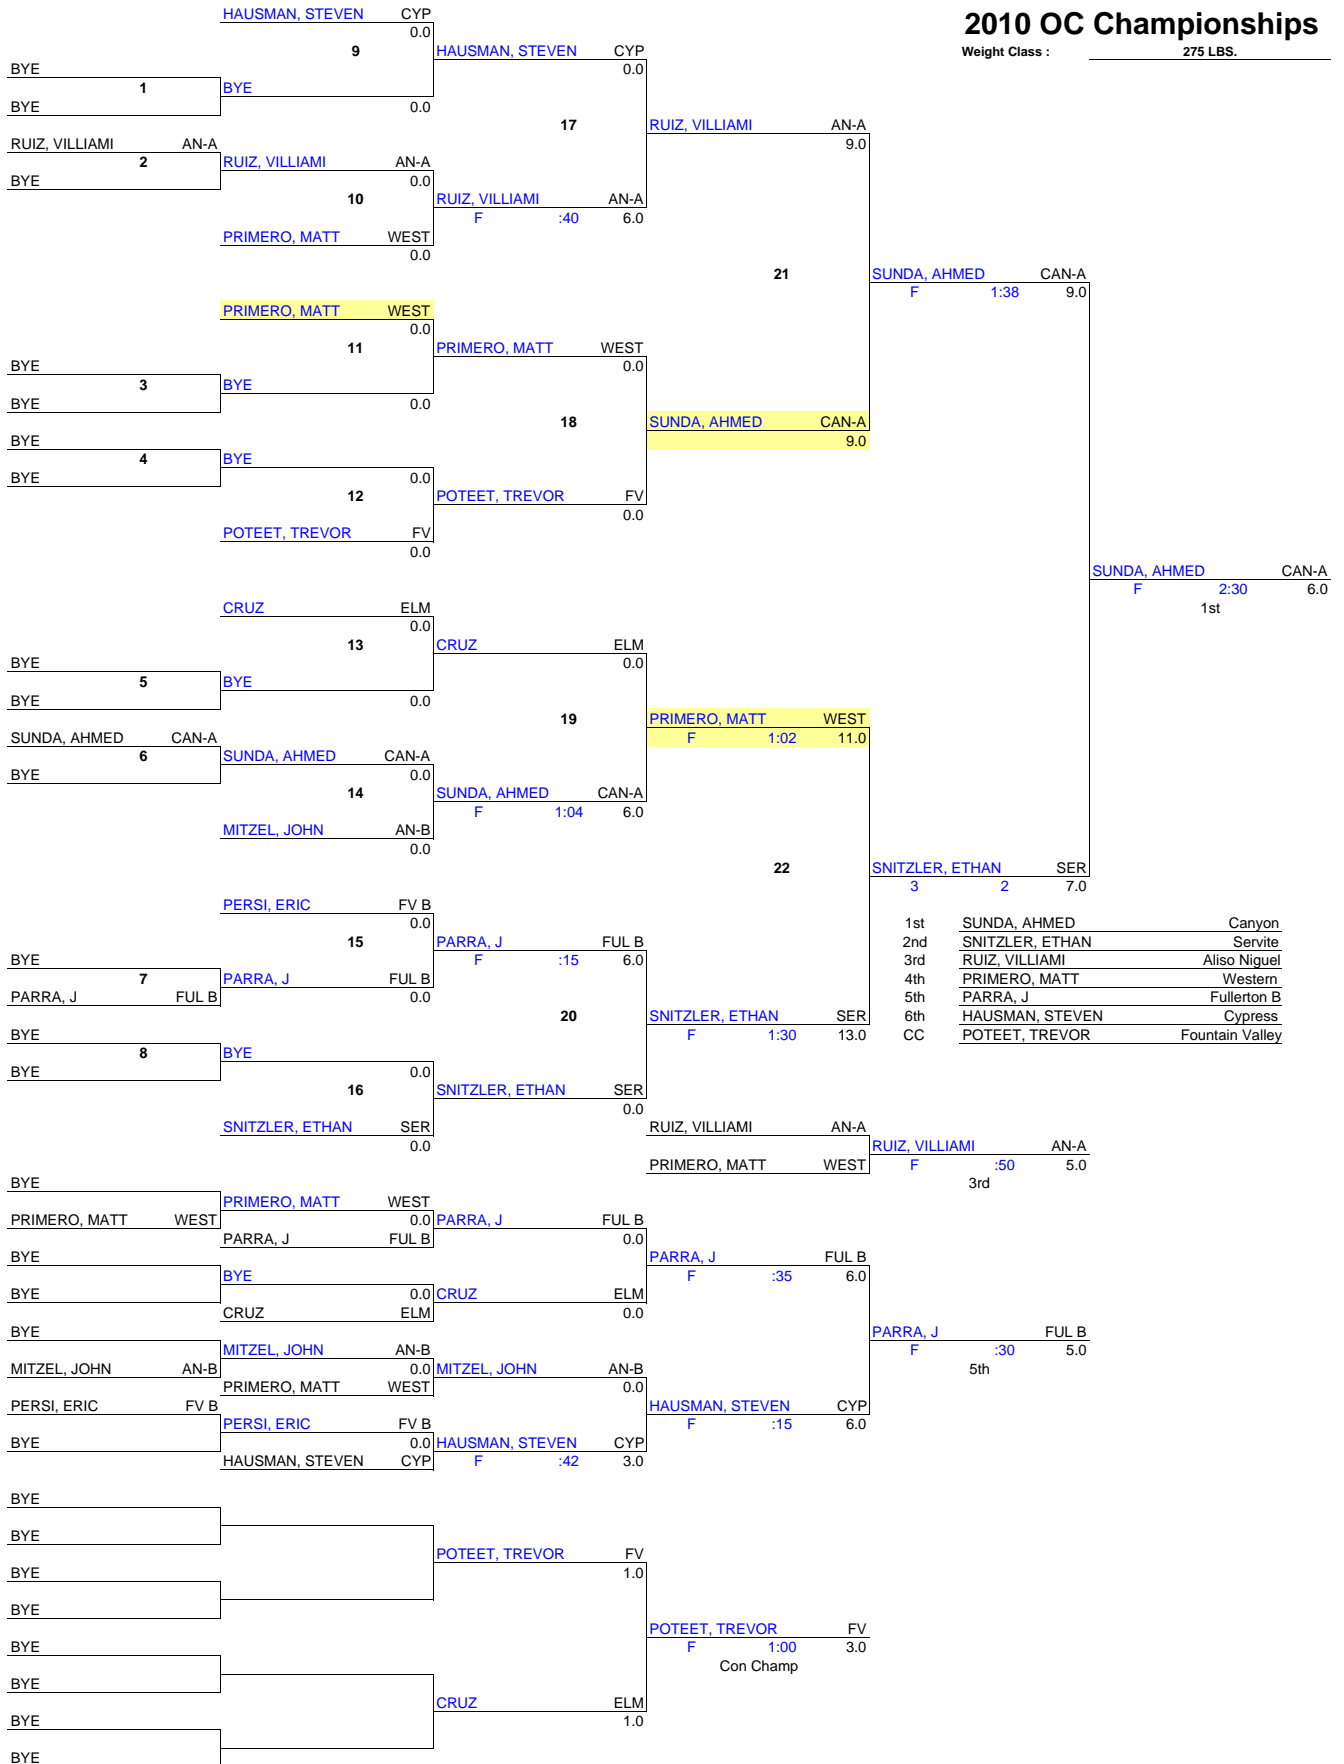 HAUSMAN, STEVEN CYP
2010 OC Championships
0.0
9
HAUSMAN, STEVEN CYP
Weight Class : 275 LBS.
BYE
0.0
1
BYE
BYE
0.0
17
RUIZ, VILLIAMI AN-A
RUIZ, VILLIAMI AN-A
9.0
2
RUIZ, VILLIAMI AN-A
BYE
0.0
10
RUIZ, VILLIAMI AN-A
F :40 6.0
PRIMERO, MATT WEST
0.0
21
SUNDA, AHMED CAN-A
F 1:38 9.0
PRIMERO, MATT WEST
0.0
11
PRIMERO, MATT WEST
BYE
0.0
3
BYE
BYE
0.0
18
SUNDA, AHMED CAN-A
BYE
9.0
4
BYE
BYE
0.0
12
POTEET, TREVOR FV
0.0
POTEET, TREVOR FV
0.0
SUNDA, AHMED CAN-A
F 2:30 6.0
1st
CRUZ ELM
0.0
13
CRUZ ELM
BYE
0.0
5
BYE
BYE
0.0
19
PRIMERO, MATT WEST
SUNDA, AHMED CAN-A
F 1:02 11.0
6
SUNDA, AHMED CAN-A
BYE
0.0
14
SUNDA, AHMED CAN-A
F 1:04 6.0
MITZEL, JOHN AN-B
0.0
22
SNITZLER, ETHAN SER
3 2 7.0
PERSI, ERIC FV B
0.0
1st SUNDA, AHMED Canyon
15
PARRA, J FUL B
2nd SNITZLER, ETHAN Servite
BYE
F :15 6.0
3rd RUIZ, VILLIAMI Aliso Niguel
7
PARRA, J FUL B
4th PRIMERO, MATT Western
PARRA, J FUL B
0.0
5th PARRA, J Fullerton B
20
SNITZLER, ETHAN SER
6th HAUSMAN, STEVEN Cypress
BYE
F 1:30 13.0
CC POTEET, TREVOR Fountain Valley
8
BYE
BYE
0.0
16
SNITZLER, ETHAN SER
0.0
SNITZLER, ETHAN SER
0.0
RUIZ, VILLIAMI AN-A
RUIZ, VILLIAMI AN-A
PRIMERO, MATT WEST
F :50 5.0
3rd
BYE
PRIMERO, MATT WEST
PRIMERO, MATT WEST
0.0
PARRA, J FUL B
PARRA, J FUL B
0.0
BYE
PARRA, J FUL B
BYE
F :35 6.0
BYE
0.0
CRUZ ELM
CRUZ ELM
0.0
BYE
PARRA, J FUL B
MITZEL, JOHN AN-B
F :30 5.0
MITZEL, JOHN AN-B
0.0
MITZEL, JOHN AN-B
5th
PRIMERO, MATT WEST
0.0
PERSI, ERIC FV B
HAUSMAN, STEVEN CYP
PERSI, ERIC FV B
F :15 6.0
BYE
0.0
HAUSMAN, STEVEN CYP
HAUSMAN, STEVEN CYP
F :42 3.0
BYE
BYE
POTEET, TREVOR FV
BYE
1.0
BYE
POTEET, TREVOR FV
BYE
F 1:00 3.0
Con Champ
BYE
CRUZ ELM
BYE
1.0
BYE